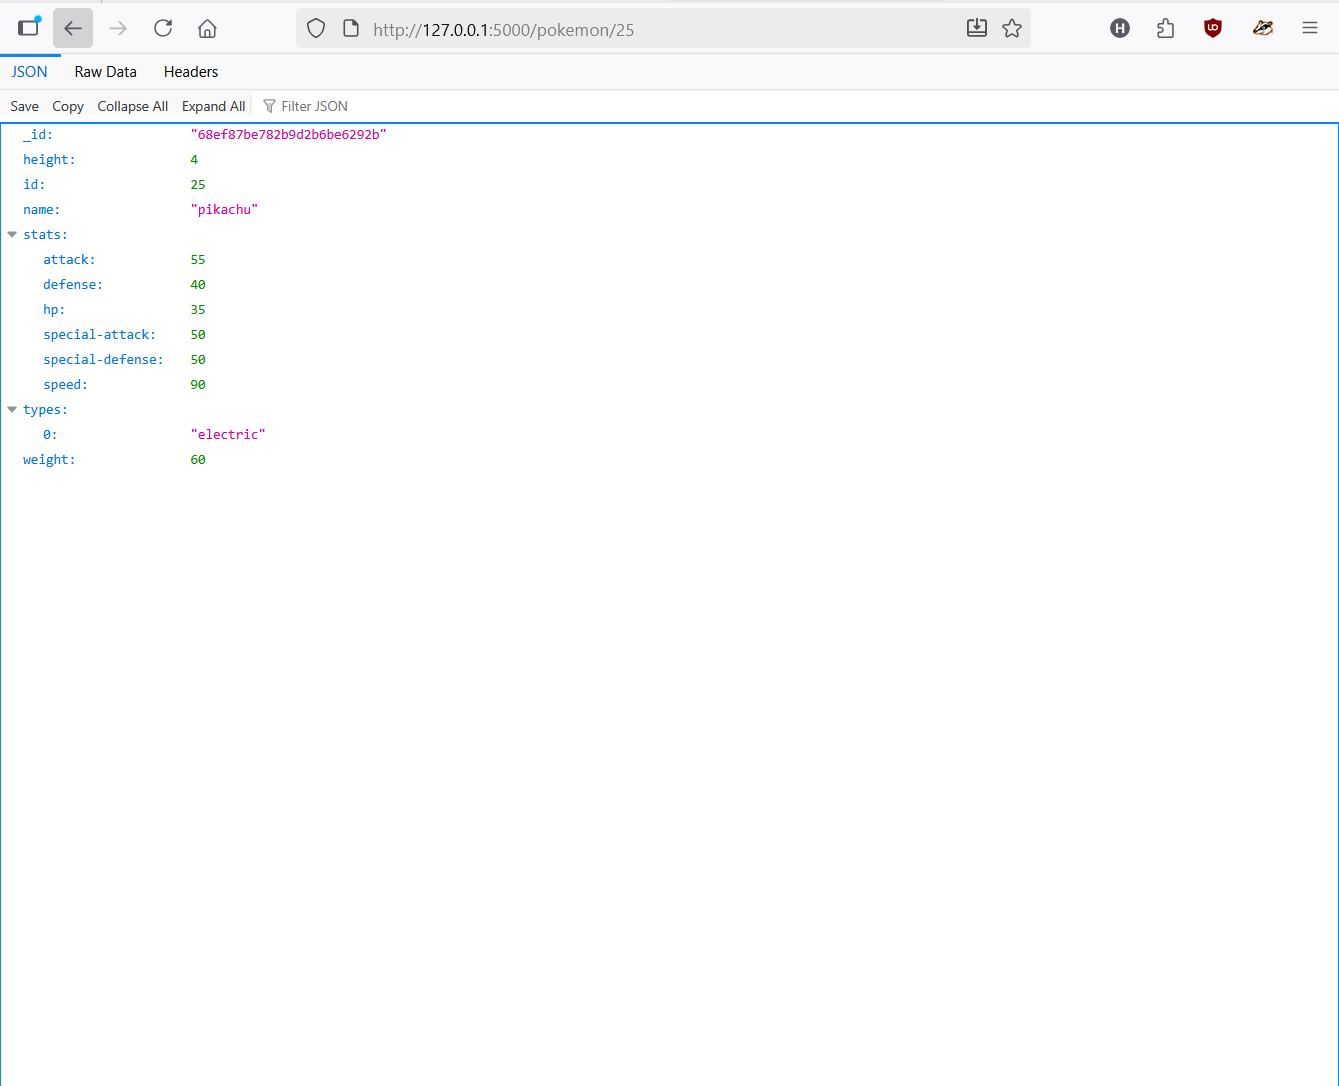 http://127.0.0.1:5000/pokemon/25
H
JSON Raw Data Headers
Save Copy Collapse All Expand All Filter JSON
_id: "68ef87be782b9d2b6be6292b"
height: 4
id: 25
name: "pikachu"
stats:
attack: 55
defense: 40
hp: 35
special-attack: 50
special-defense: 50
speed: 90
types:
0: "electric"
weight: 60